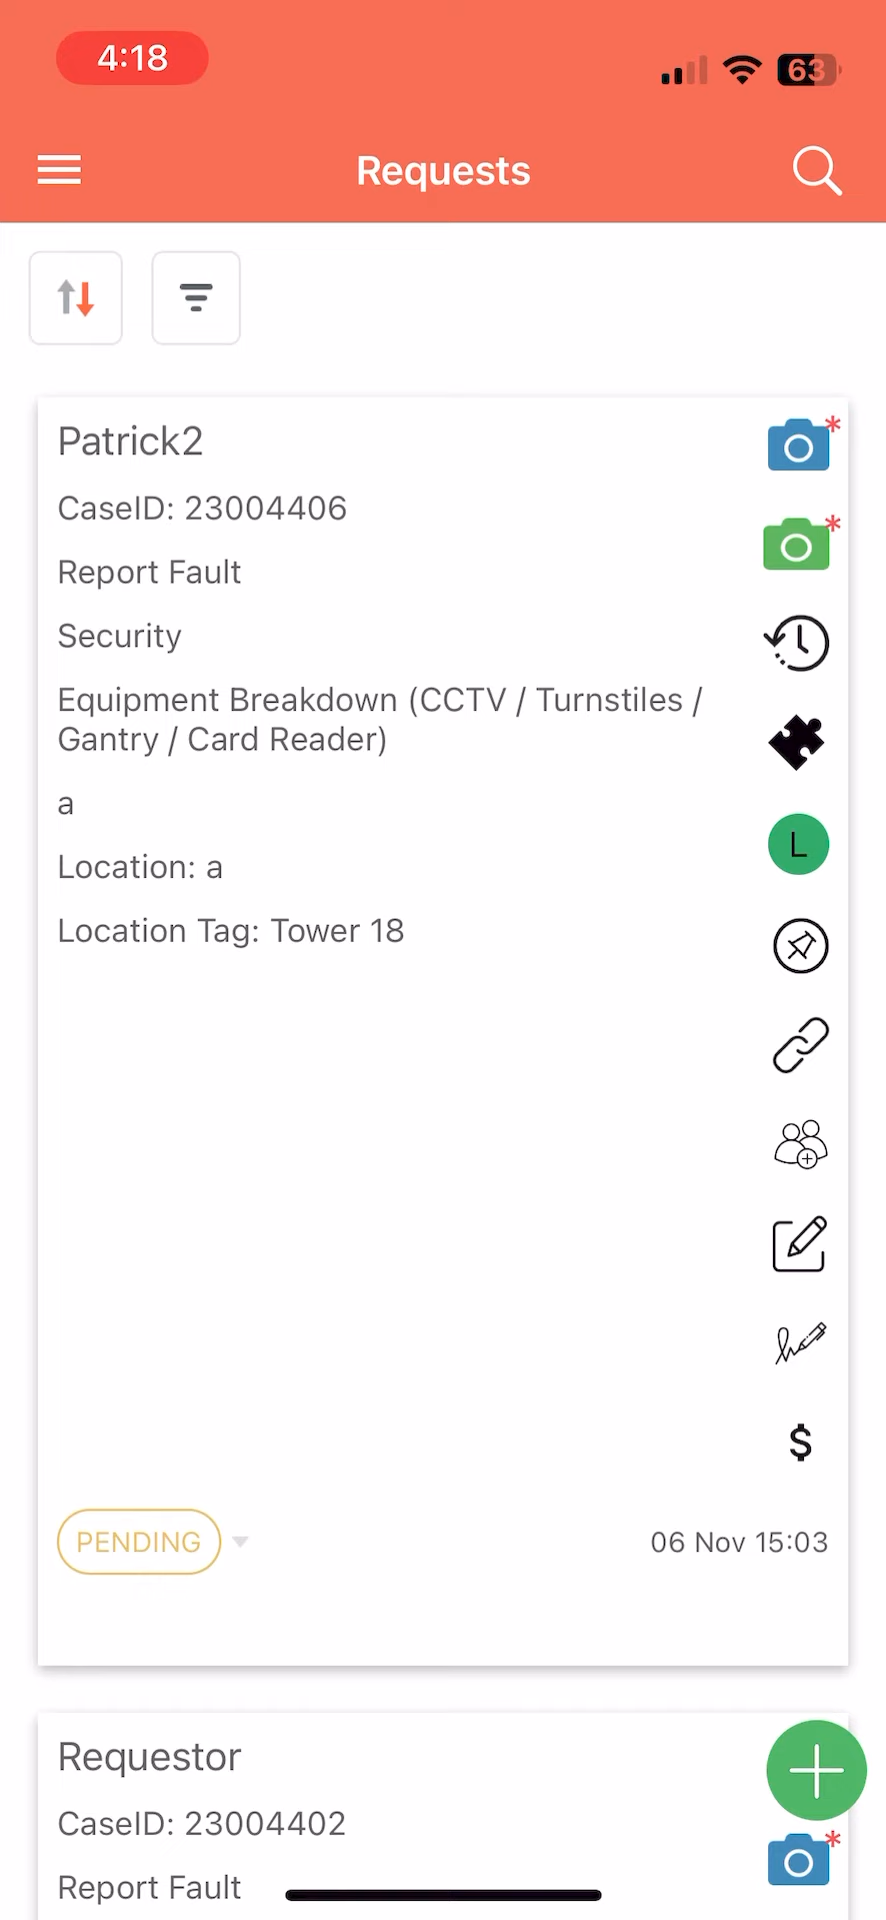 4:18
63
Requests
Patrick2
CaseID: 23004406
Report Fault
Security
Equipment Breakdown (CCTV / Turnstiles /
Gantry / Card Reader)
a
L
Location: a
Location Tag: Tower 18
$
PENDING
06 Nov 15:03
Requestor
CaseID: 23004402
Report Fault